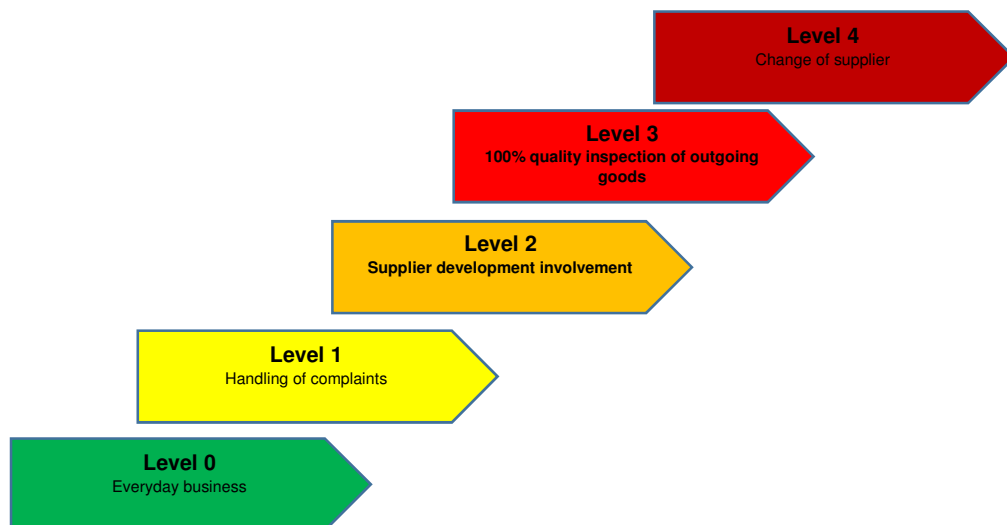 Level 4
Change of supplier
Level 3
100% quality inspection of outgoing
goods
Level 2
Supplier development involvement
Level 1
Handling of complaints
Level 0
Everyday business